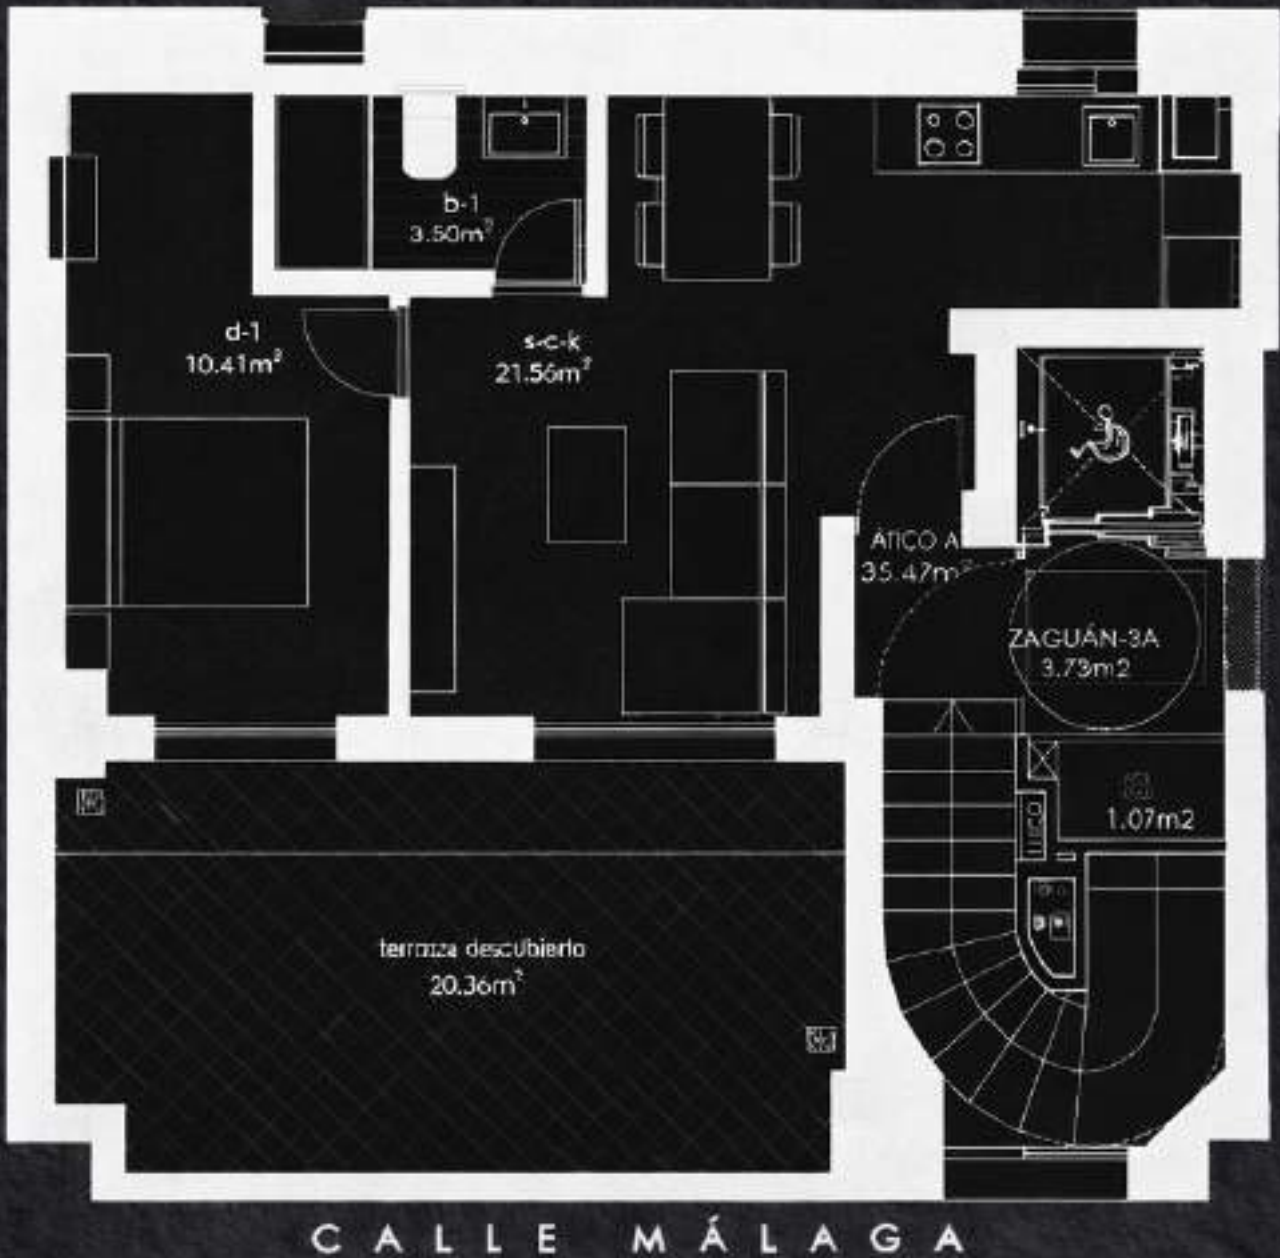 b-1
3.50m²
d-1
10.41m²
s-c-k
21.56m²
ÁTICO A
35.47m²
ZAGUÁN-3A
3.73m2
1.07m2
terraza descubierta
20.36m²
CALLE MÁLAGA